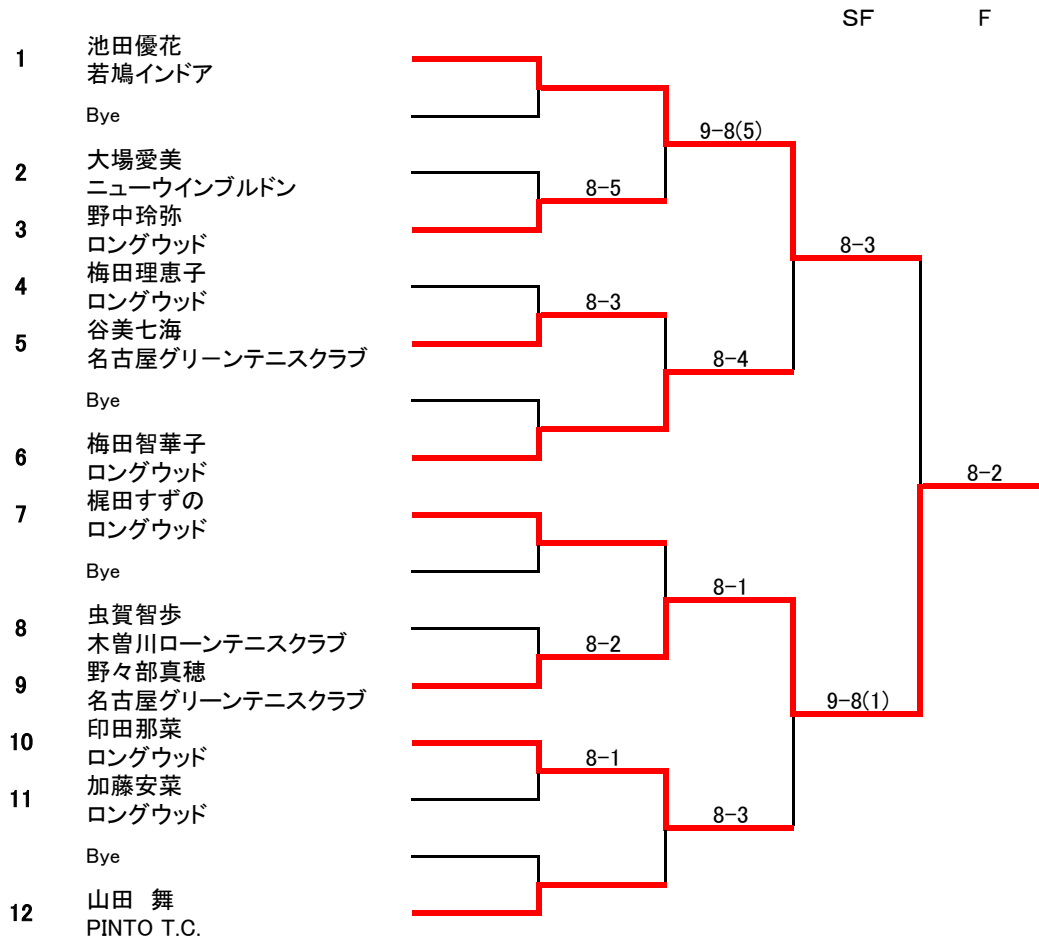 SF F
1 池田優花
若鳩インドア
Bye
9-8(5)
2 大場愛美
ニューウインブルドン
8-5
3 野中玲弥
ロングウッド
8-3
4 梅田理恵子
ロングウッド
8-3
5 谷美七海
名古屋グリーンテニスクラブ
8-4
Bye
6 梅田智華子
ロングウッド
8-2
7 梶田すずの
ロングウッド
Bye
8-1
8 虫賀智歩
木曽川ローンテニスクラブ
8-2
9 野々部真穂
名古屋グリーンテニスクラブ
9-8(1)
10 印田那菜
ロングウッド
8-1
11 加藤安菜
ロングウッド
8-3
Bye
12 山田　舞
PINTO T.C.